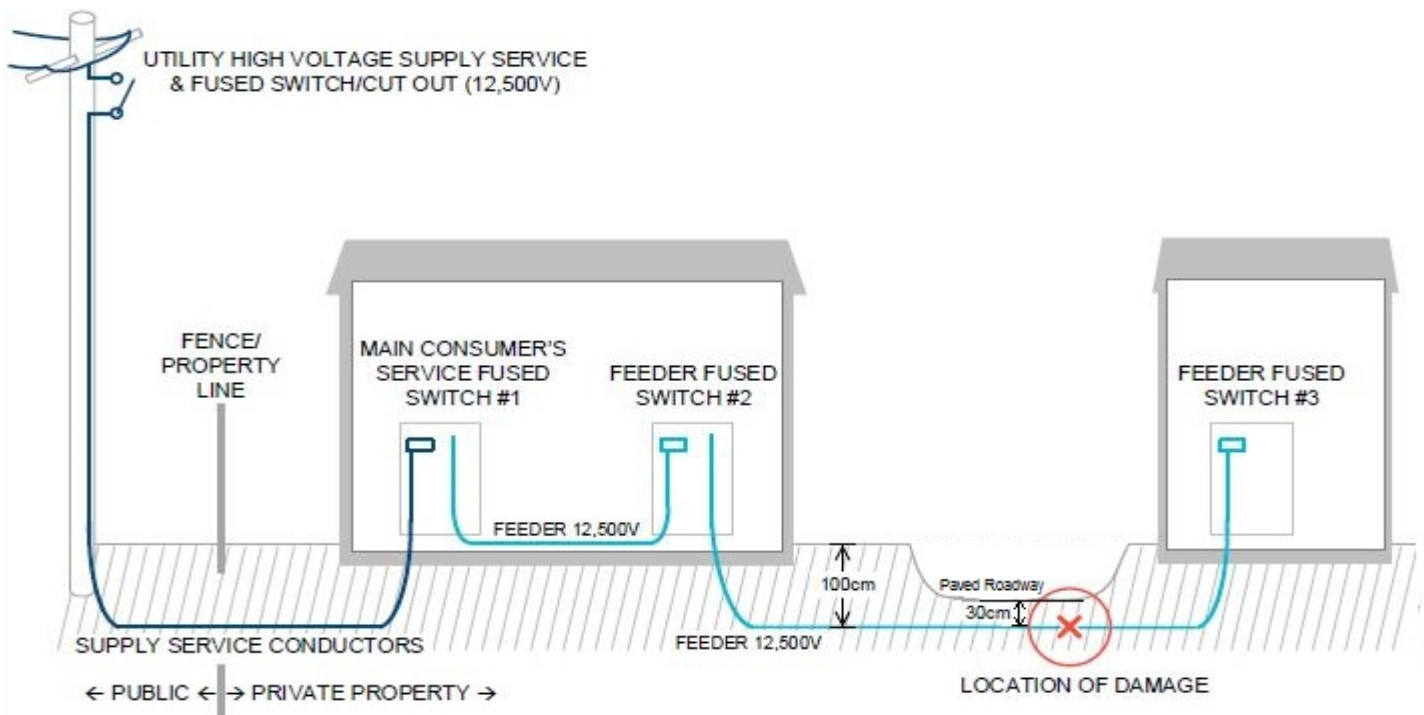 UTILITY HIGH VOLTAGE SUPPLY SERVICE
& FUSED SWITCH/CUT OUT (12,500V)
FENCE/
PROPERTY
LINE
MAIN CONSUMER'S
SERVICE FUSED
SWITCH #1
FEEDER FUSED
SWITCH #2
FEEDER FUSED
SWITCH #3
FEEDER 12,500V
100cm
Paved Roadway
30cm
SUPPLY SERVICE CONDUCTORS
FEEDER 12,500V
← PUBLIC ← → PRIVATE PROPERTY →
LOCATION OF DAMAGE